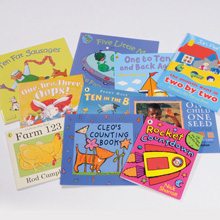 Ten Fat Sausages
Five Little
One to Ten
and Back Again
One, Two, Three,
Oops!
TEN IN THE B
two by two
ONE
CHILD
ONE
SEED
Farm 123
Rod Campbell
CLEO'S
COUNTING
BOOK
Rocket
Countdown